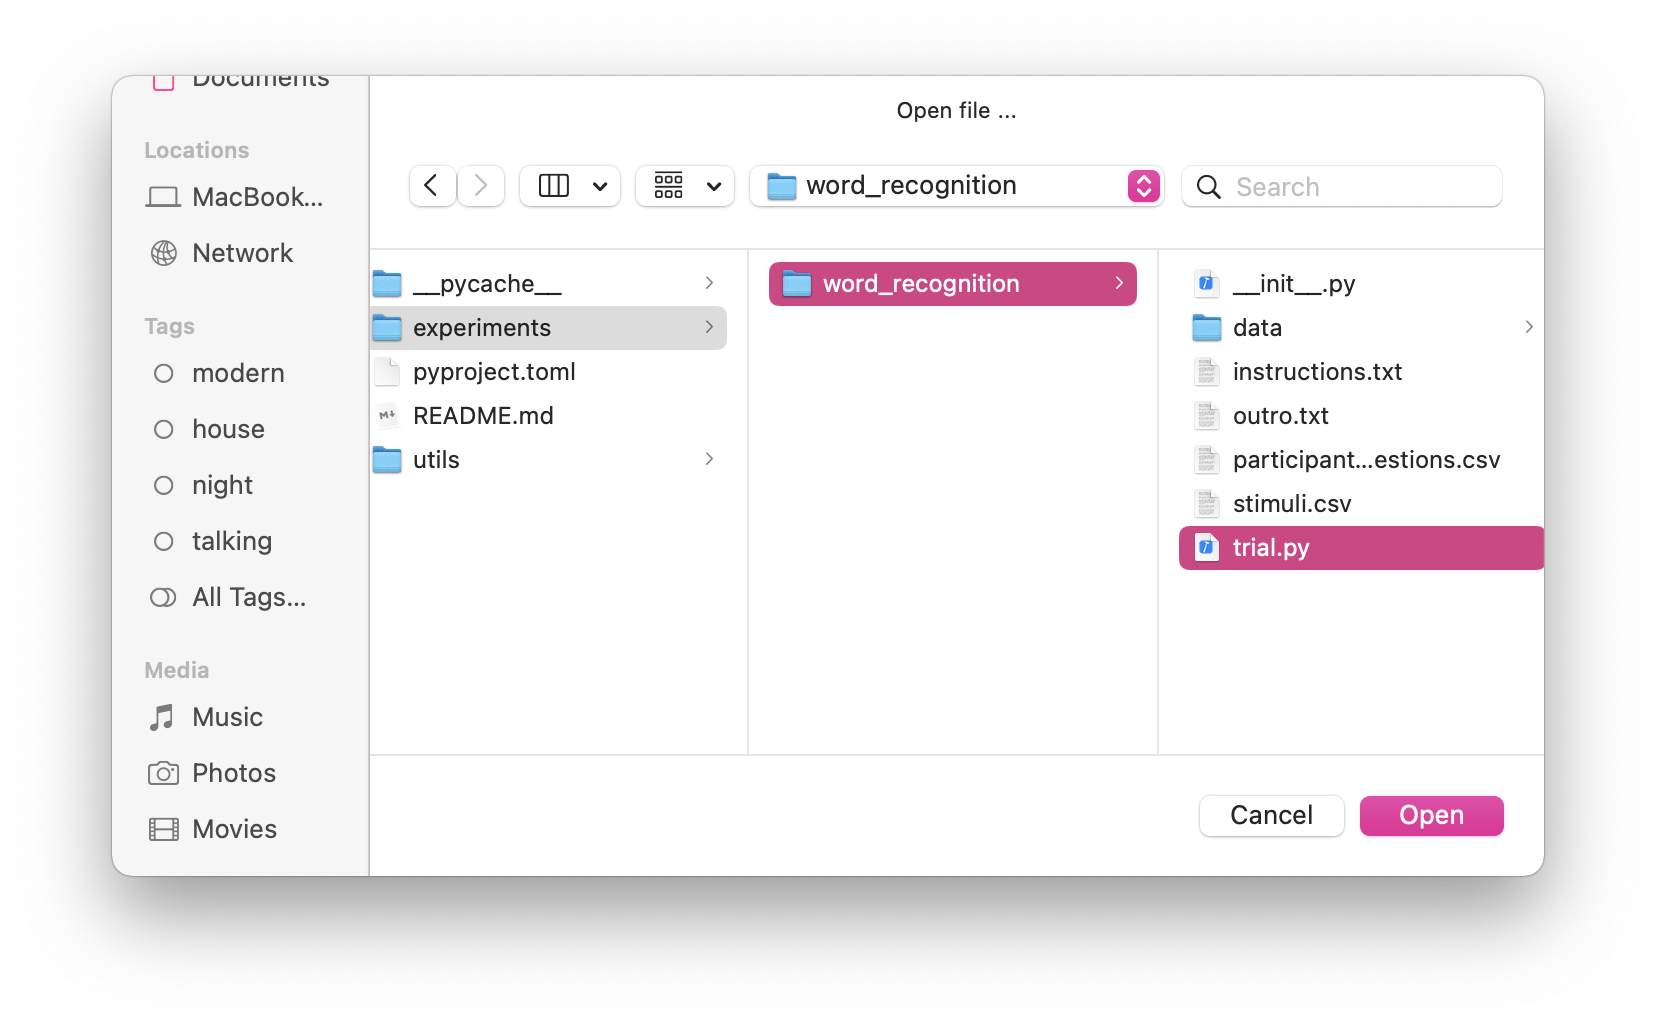 Documents
Locations
MacBook...
Network
Tags
modern
house
night
talking
All Tags...
Media
Music
Photos
Movies
Open file ...
word_recognition
Search
__pycache__
experiments
pyproject.toml
M↓
README.md
utils
word_recognition
__init__.py
data
instructions.txt
outro.txt
participant...estions.csv
stimuli.csv
trial.py
Cancel
Open